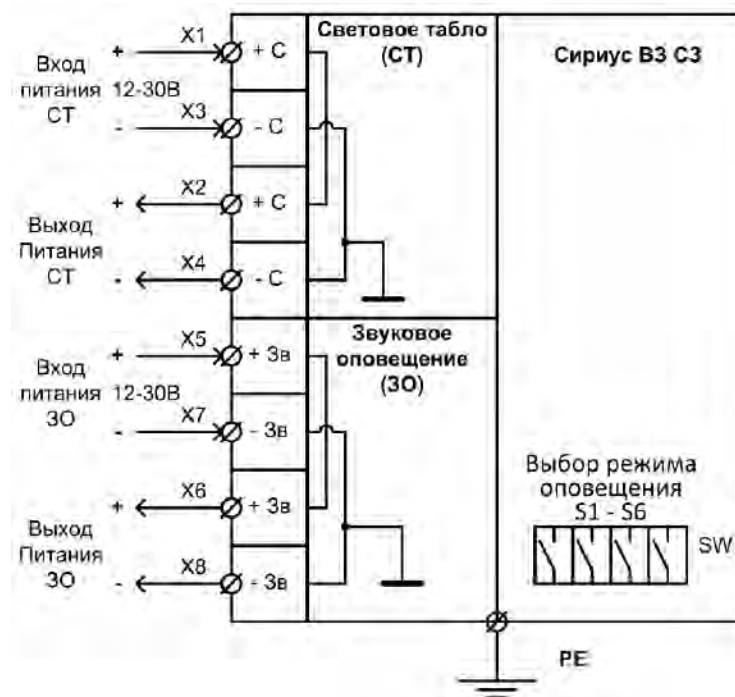 Световое табло
(СТ)
Сириус ВЗ СЗ
Вход
питания 12-30В
СТ
+ X1 + С
- X3 - С
Выход
Питания
СТ
+ X2 + С
- X4 - С
Звуковое
оповещение
(ЗО)
Вход
питания 12-30В
ЗО
+ X5 + Зв
- X7 - Зв
Выход
Питания
ЗО
+ X6 + Зв
- X8 - Зв
Выбор режима
оповещения
S1 - S6
SW
PE